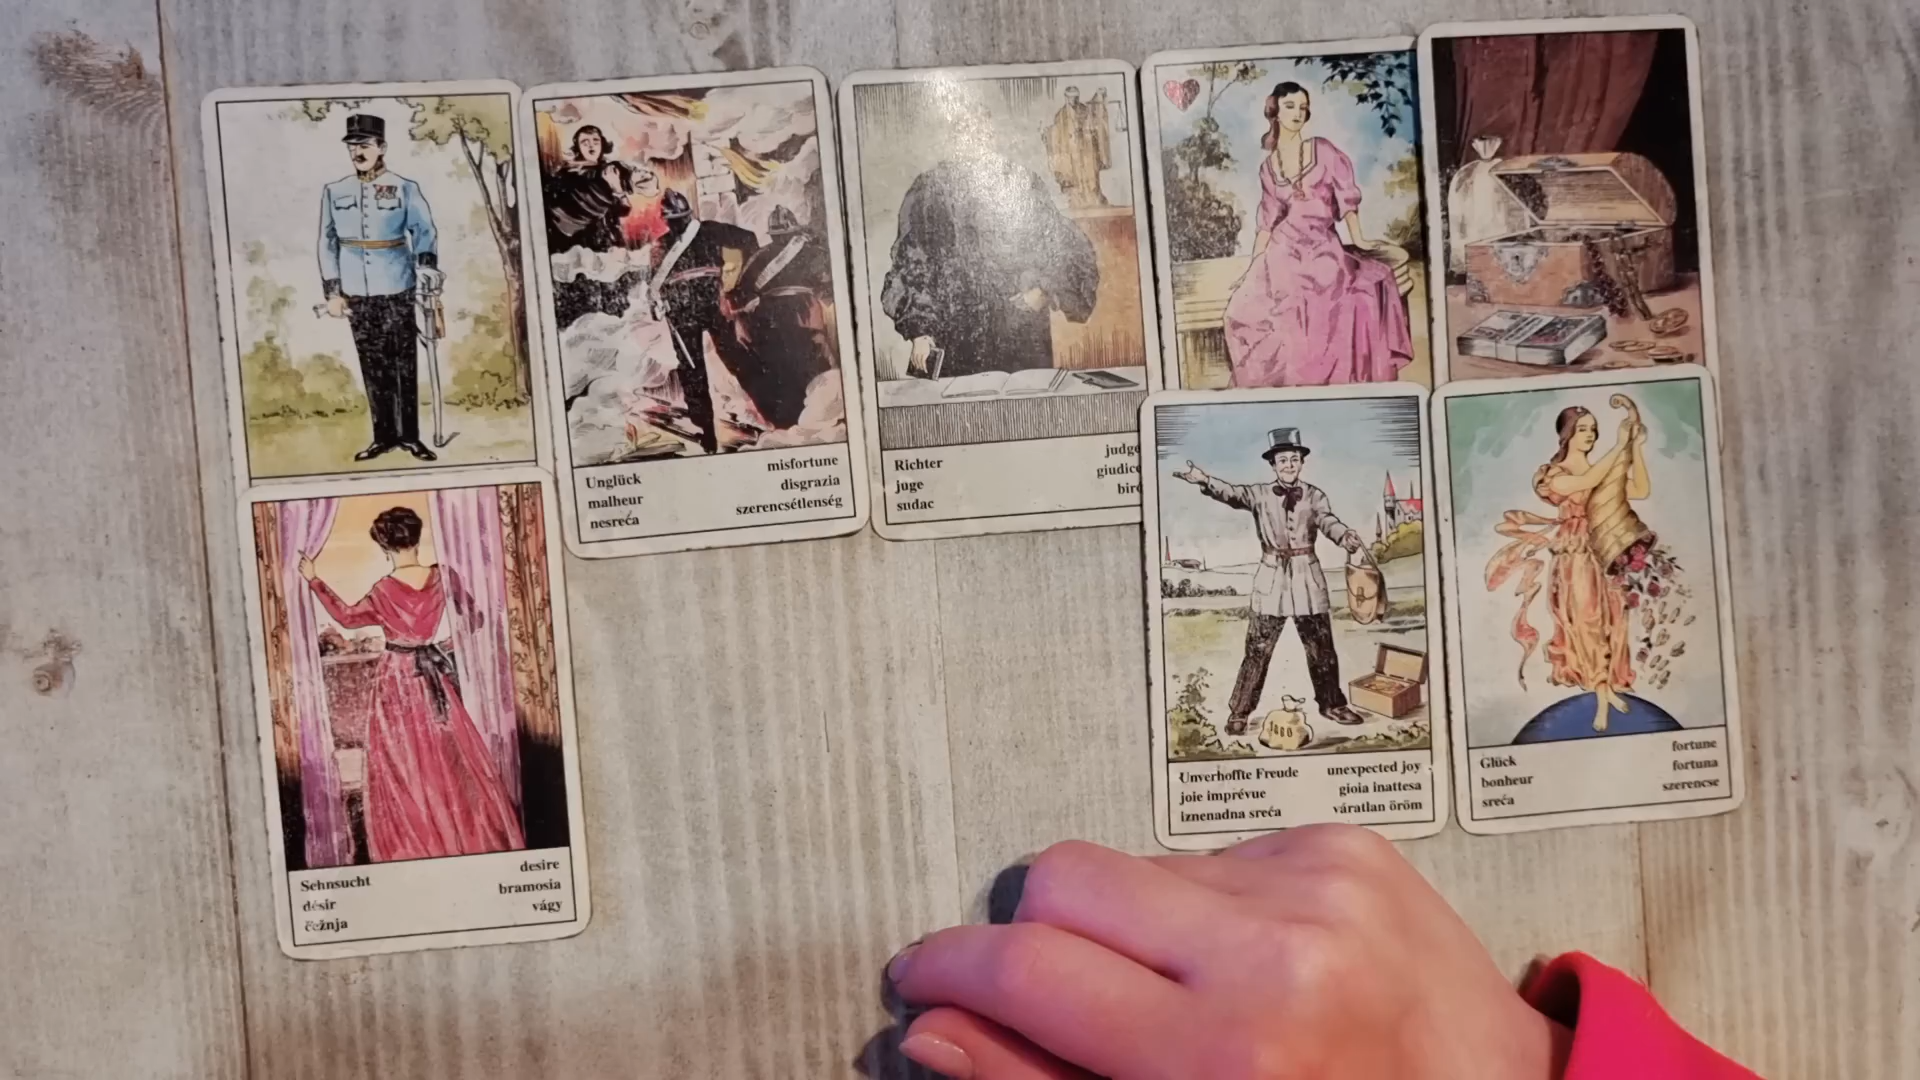 Unglück
malheur
nesreća
misfortune
disgrazia
szerencsétlenség
Richter
juge
sudac
judge
giudice
Unverhoffte Freude
joie imprévue
iznenadna sreća
unexpected joy
gioia inattesa
váratlan öröm
Glück
bonheur
sreća
fortune
fortuna
szerencse
Sehnsucht
désir
čežnja
desire
bramosia
vágy